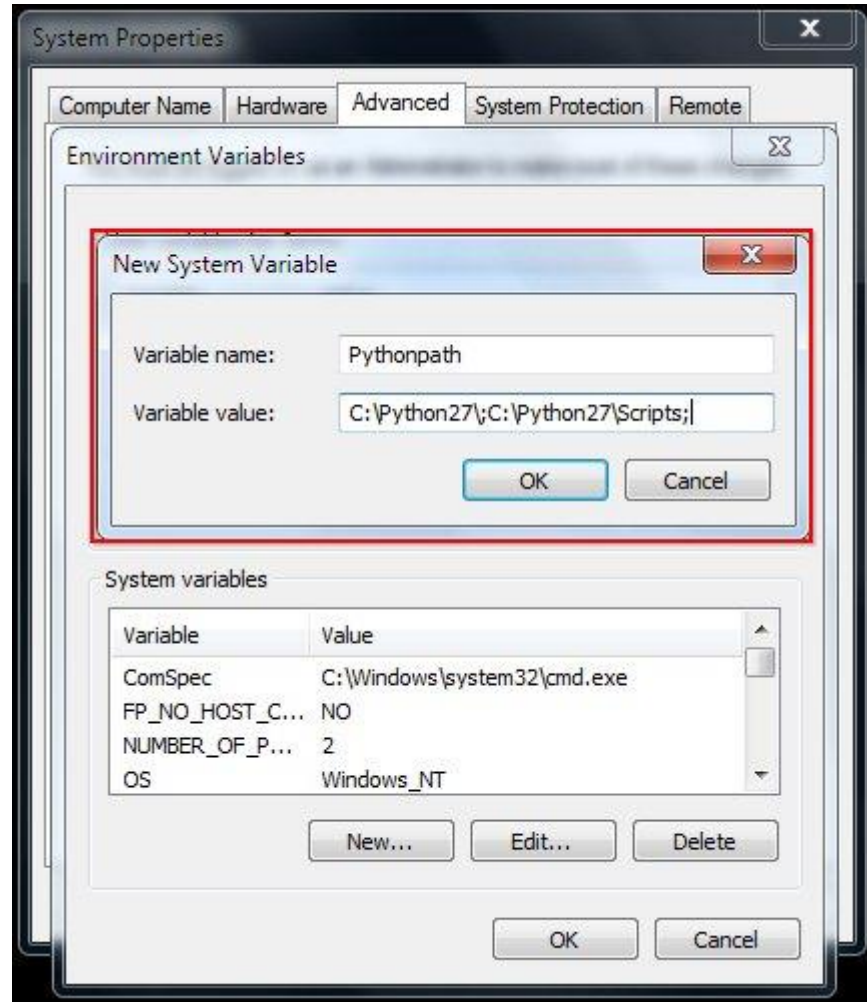 System Properties
Computer Name Hardware Advanced System Protection Remote
Environment Variables
New System Variable
Variable name: Pythonpath
Variable value: C:\Python27\;C:\Python27\Scripts;
OK Cancel
System variables
Variable Value
ComSpec C:\Windows\system32\cmd.exe
FP_NO_HOST_C... NO
NUMBER_OF_P... 2
OS Windows_NT
New... Edit... Delete
OK Cancel